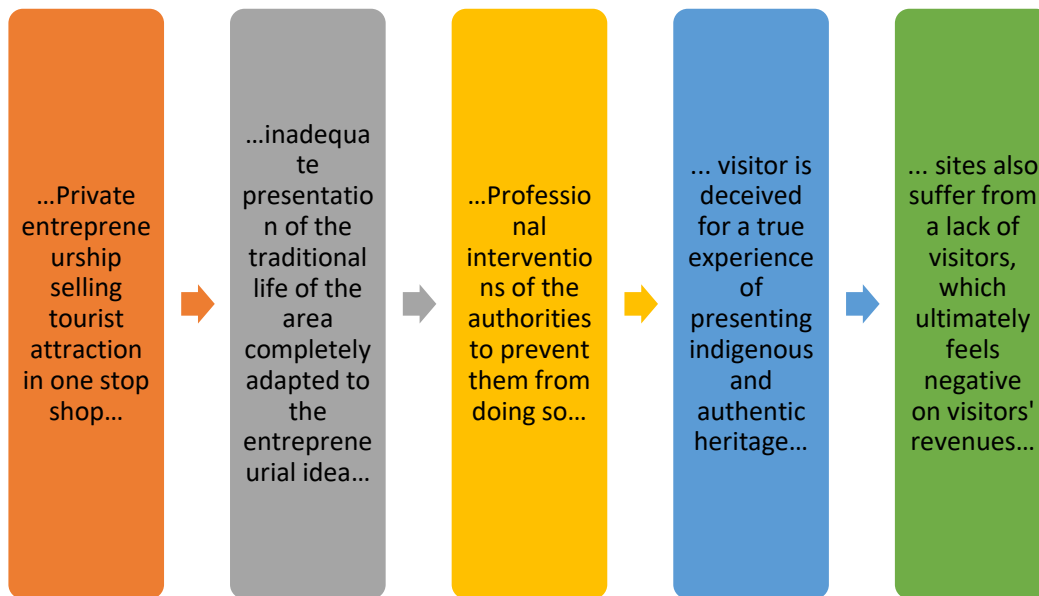 ...Private
entreprene
urship
selling
tourist
attraction
in one stop
shop...
...inadequa
te
presentatio
n of the
traditional
life of the
area
completely
adapted to
the
entreprene
urial idea...
...Professio
nal
interventio
ns of the
authorities
to prevent
them from
doing so...
... visitor is
deceived
for a true
experience
of
presenting
indigenous
and
authentic
heritage...
... sites also
suffer from
a lack of
visitors,
which
ultimately
feels
negative
on visitors'
revenues...